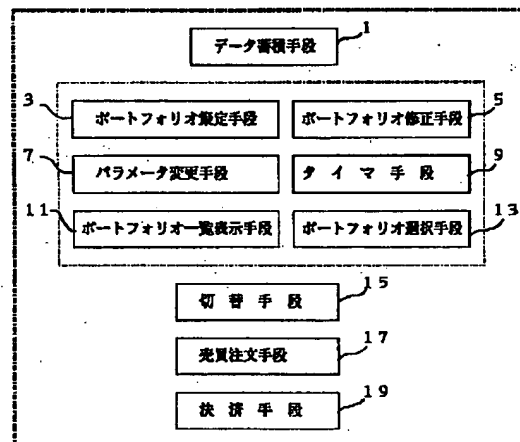 データ蓄積手段 1
3 ポートフォリオ策定手段 ポートフォリオ修正手段 5
7 パラメータ変更手段 タイマ手段 9
11 ポートフォリオ一覧表示手段 ポートフォリオ選択手段 13
切替手段 15
売買注文手段 17
決済手段 19